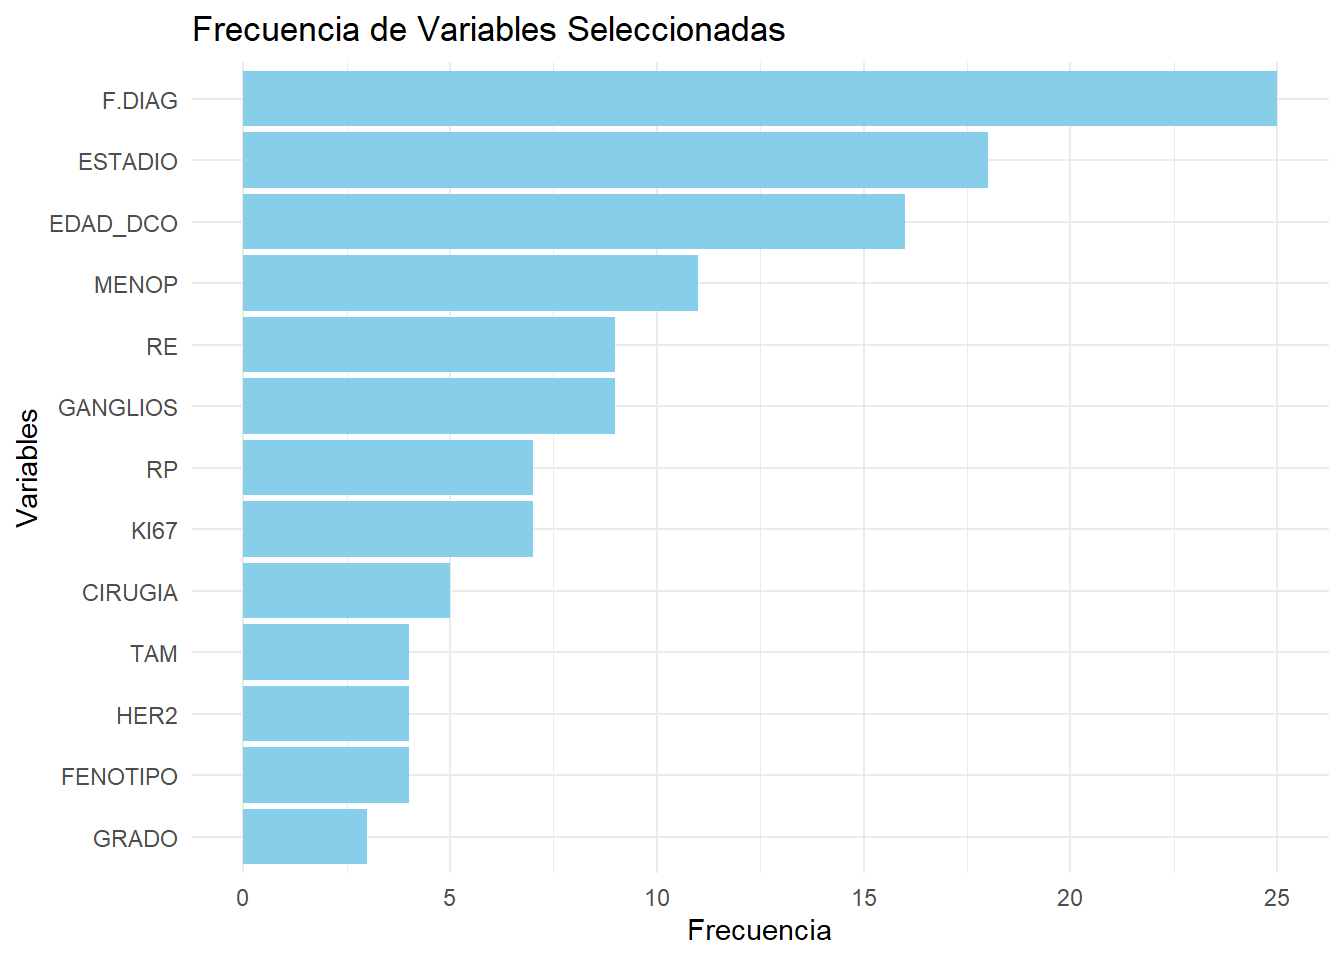 Frecuencia de Variables Seleccionadas
Variables
F.DIAG
ESTADIO
EDAD_DCO
MENOP
RE
GANGLIOS
RP
KI67
CIRUGIA
TAM
HER2
FENOTIPO
GRADO
0 5 10 15 20 25
Frecuencia